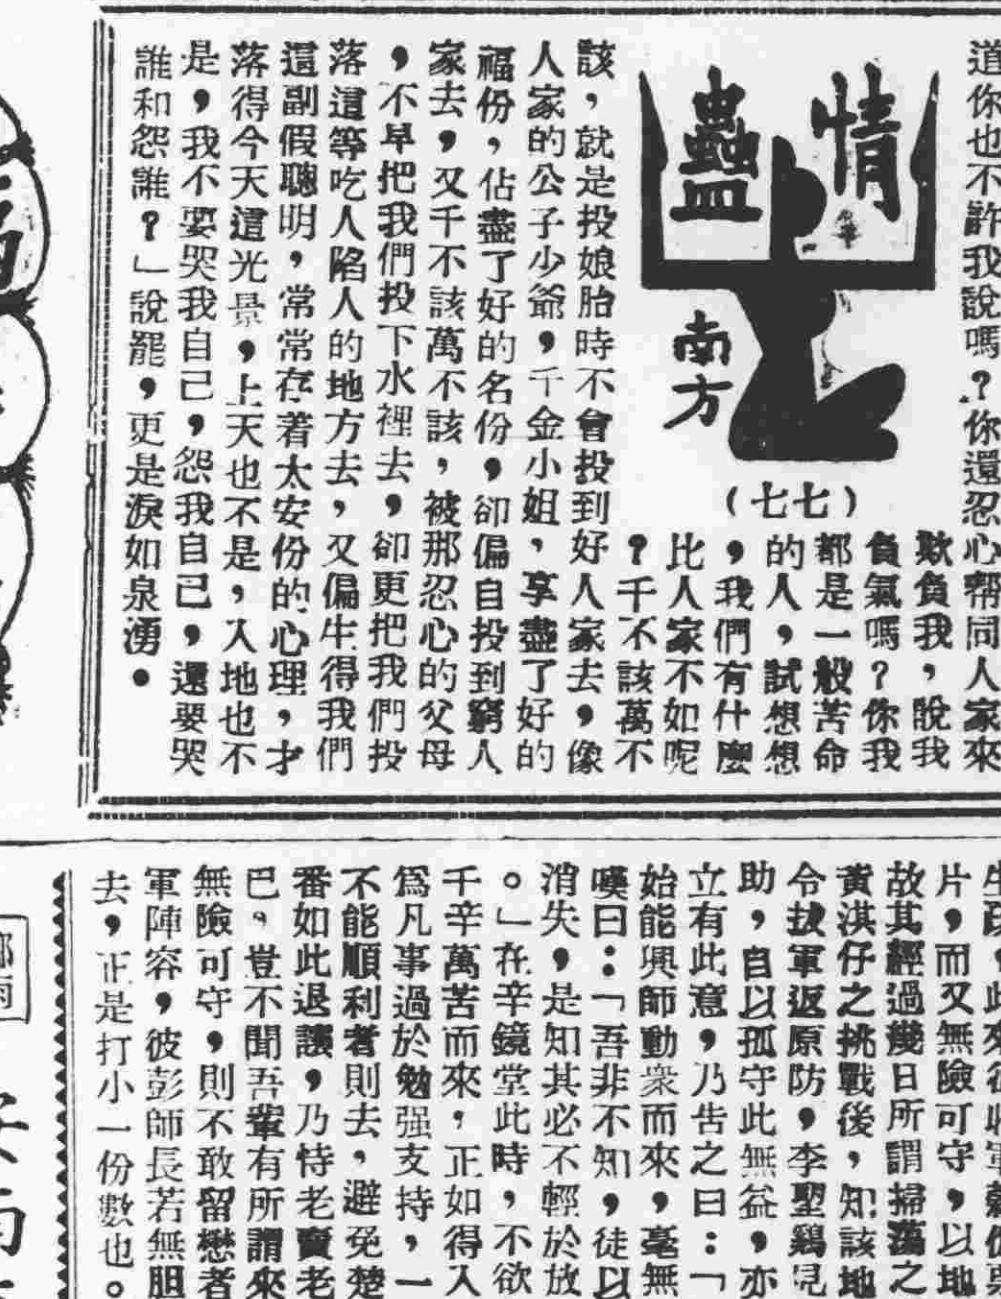 情蠱
南方
（七七）
道你也不許我說嗎？你還忍心幫同人家來
欺負我，說我
負氣嗎？你我
都是一般苦命
的人，試想想
，我們有什麼
比人家不如呢
？千不該萬不
該，就是投娘胎時不會投到好人家去，像
人家的公子少爺，千金小姐，享盡了好的
福份，佔盡了好的名份，卻偏自投到窮人
家去，又千不該萬不該，被那忍心的父母
，不早把我們投下水裡去，卻更把我們投
落這等吃人陷人的地方去，又偏生得我們
這副假聰明，常常存着太安份的心理，才
落得今天這光景，上天也不是，入地也不
是，我不要哭我自己，怨我自己，還要哭
誰和怨誰？」說罷，更是淚如泉湧。
片，而又無險可守，以地
故其經過幾日所謂掃蕩之
黃淇仔之挑戰後，知該地
令拔軍返原防，李聖鷄見
助，自以孤守此無益，亦
立有此意，乃告之曰：「
始能興師動衆而來，毫無
嘆曰：「吾非不知，徒以
消失，是知其必不輕於放
。」在辛鏡堂此時，不欲
千辛萬苦而來，正如得入
爲凡事過於勉强支持，一
不能順利者則去，避免楚
番如此退讓，乃恃老賣老
巴。豈不聞吾輩有所謂來
無險可守，則不敢留戀者
軍陣容，彼彭師長若無胆
去，正是打小一份數也。